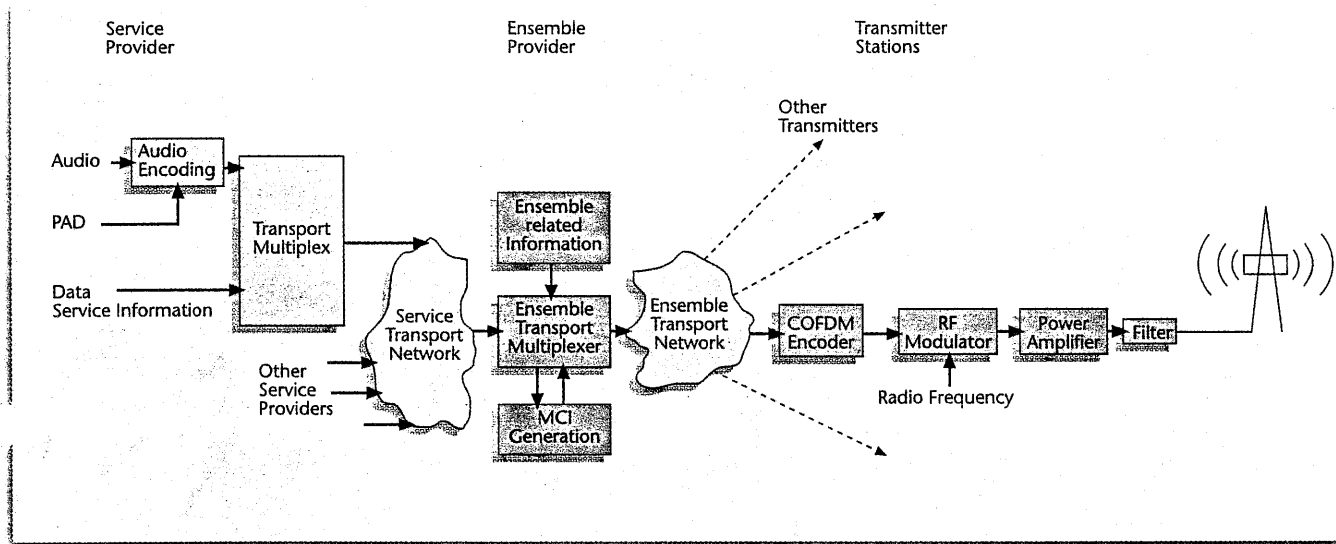 Service
Provider
Ensemble
Provider
Transmitter
Stations
Other
Transmitters
Audio
Audio
Encoding
PAD
Transport
Multiplex
Data
Service Information
Other
Service
Providers
Service
Transport
Network
Ensemble
related
Information
Ensemble
Transport
Multiplexer
MCI
Generation
Ensemble
Transport
Network
COFDM
Encoder
RF
Modulator
Radio Frequency
Power
Amplifier
Filter